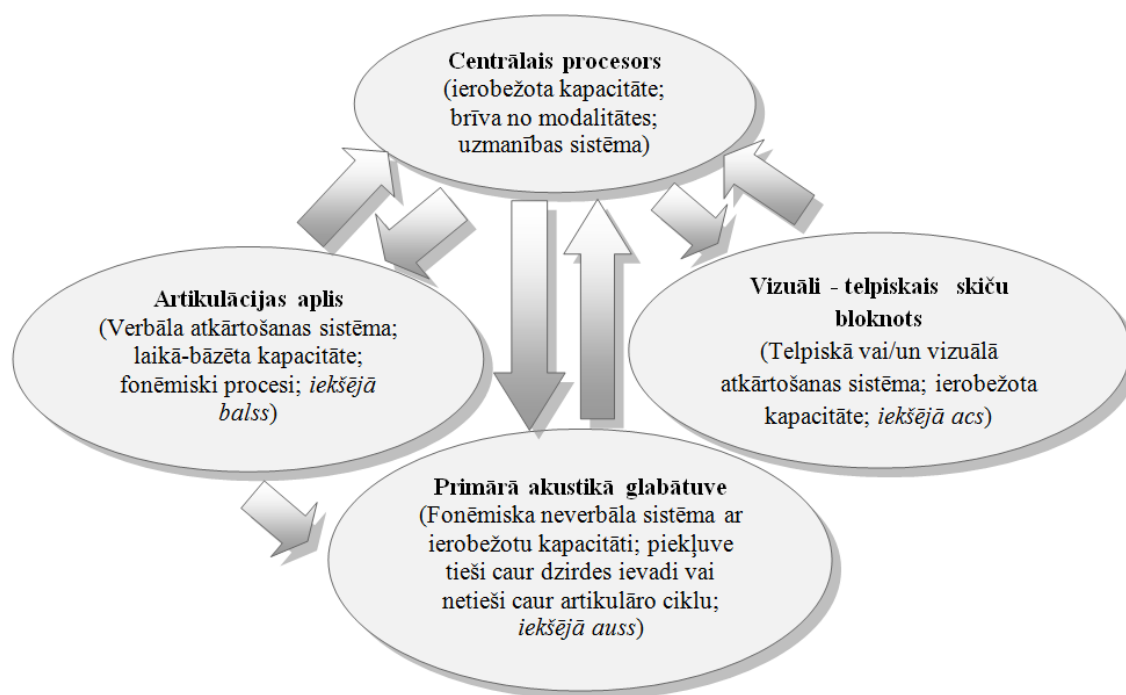 Centrālais procesors
(ierobežota kapacitāte;
brīva no modalitātes;
uzmanības sistēma)
Artikulācijas aplis
(Verbāla atkārtošanas sistēma;
laikā-bāzēta kapacitāte;
fonēmiski procesi; iekšējā
balss)
Vizuāli - telpiskais skiču
bloknots
(Telpiskā vai/un vizuālā
atkārtošanas sistēma; ierobežota
kapacitāte; iekšējā acs)
Primārā akustikā glabātuve
(Fonēmiska neverbāla sistēma ar
ierobežotu kapacitāti; piekļuve
tieši caur dzirdes ievadi vai
netieši caur artikulāro ciklu;
iekšējā auss)